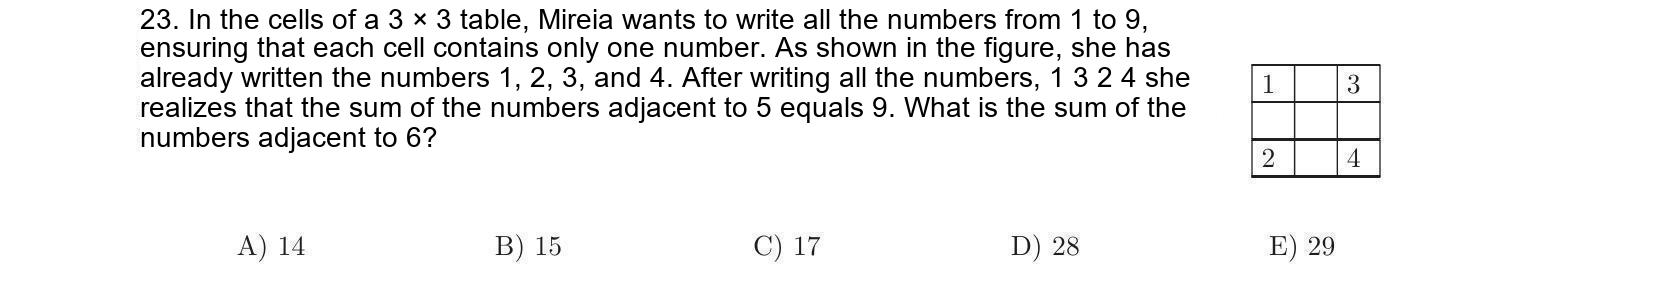 23. In the cells of a 3 × 3 table, Mireia wants to write all the numbers from 1 to 9,
ensuring that each cell contains only one number. As shown in the figure, she has
already written the numbers 1, 2, 3, and 4. After writing all the numbers, 1 3 2 4 she
realizes that the sum of the numbers adjacent to 5 equals 9. What is the sum of the
numbers adjacent to 6?
1 3
2 4
A) 14 B) 15 C) 17 D) 28 E) 29